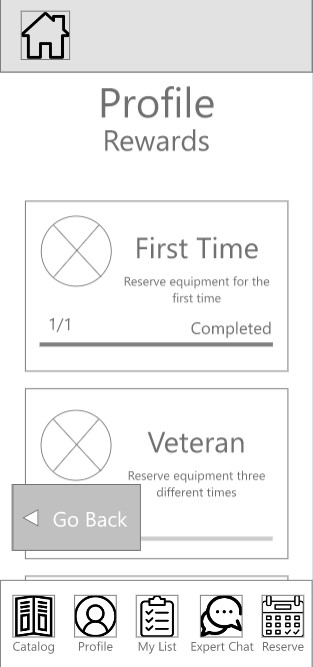 Profile
Rewards
First Time
Reserve equipment for the
first time
1/1
Completed
Veteran
Reserve equipment three
different times
Go Back
Catalog
Profile
My List
Expert Chat
Reserve